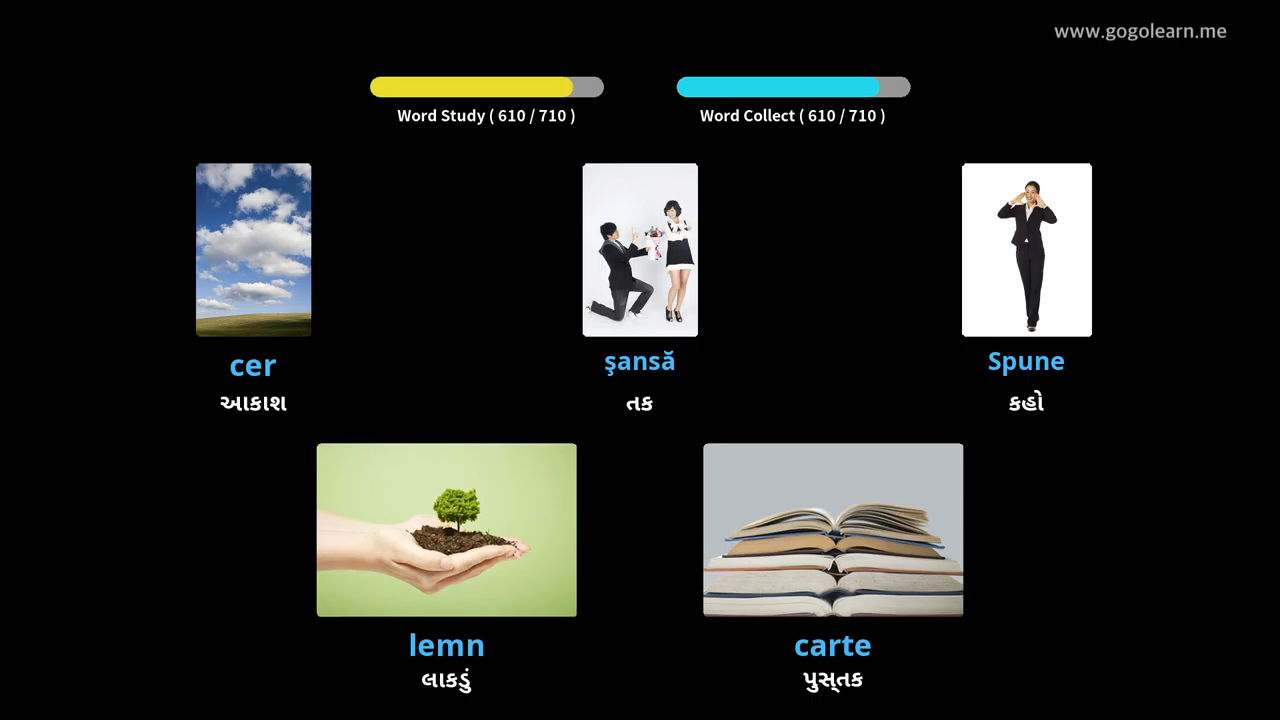 www.gogolearn.me
Word Study ( 610 / 710 )
Word Collect ( 610 / 710 )
cer
આકાશ
şansă
તક
Spune
કહો
lemn
લાકડું
carte
પુસ્તક